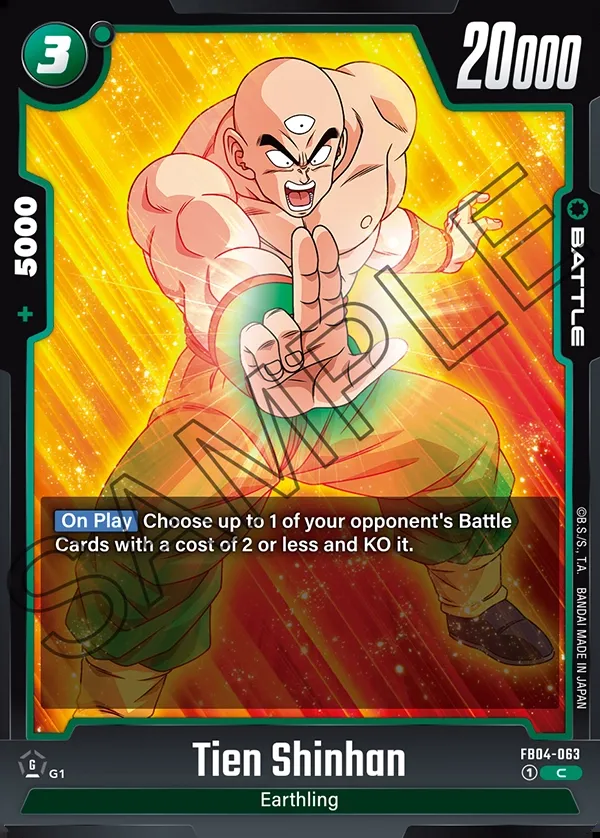 3
20000
+ 5000
BATTLE
SAMPLE
On Play Choose up to 1 of your opponent's Battle
Cards with a cost of 2 or less and KO it.
©B.S./S., T.A. BANDAI MADE IN JAPAN
Tien Shinhan
FB04-063
G G1
1 C
Earthling